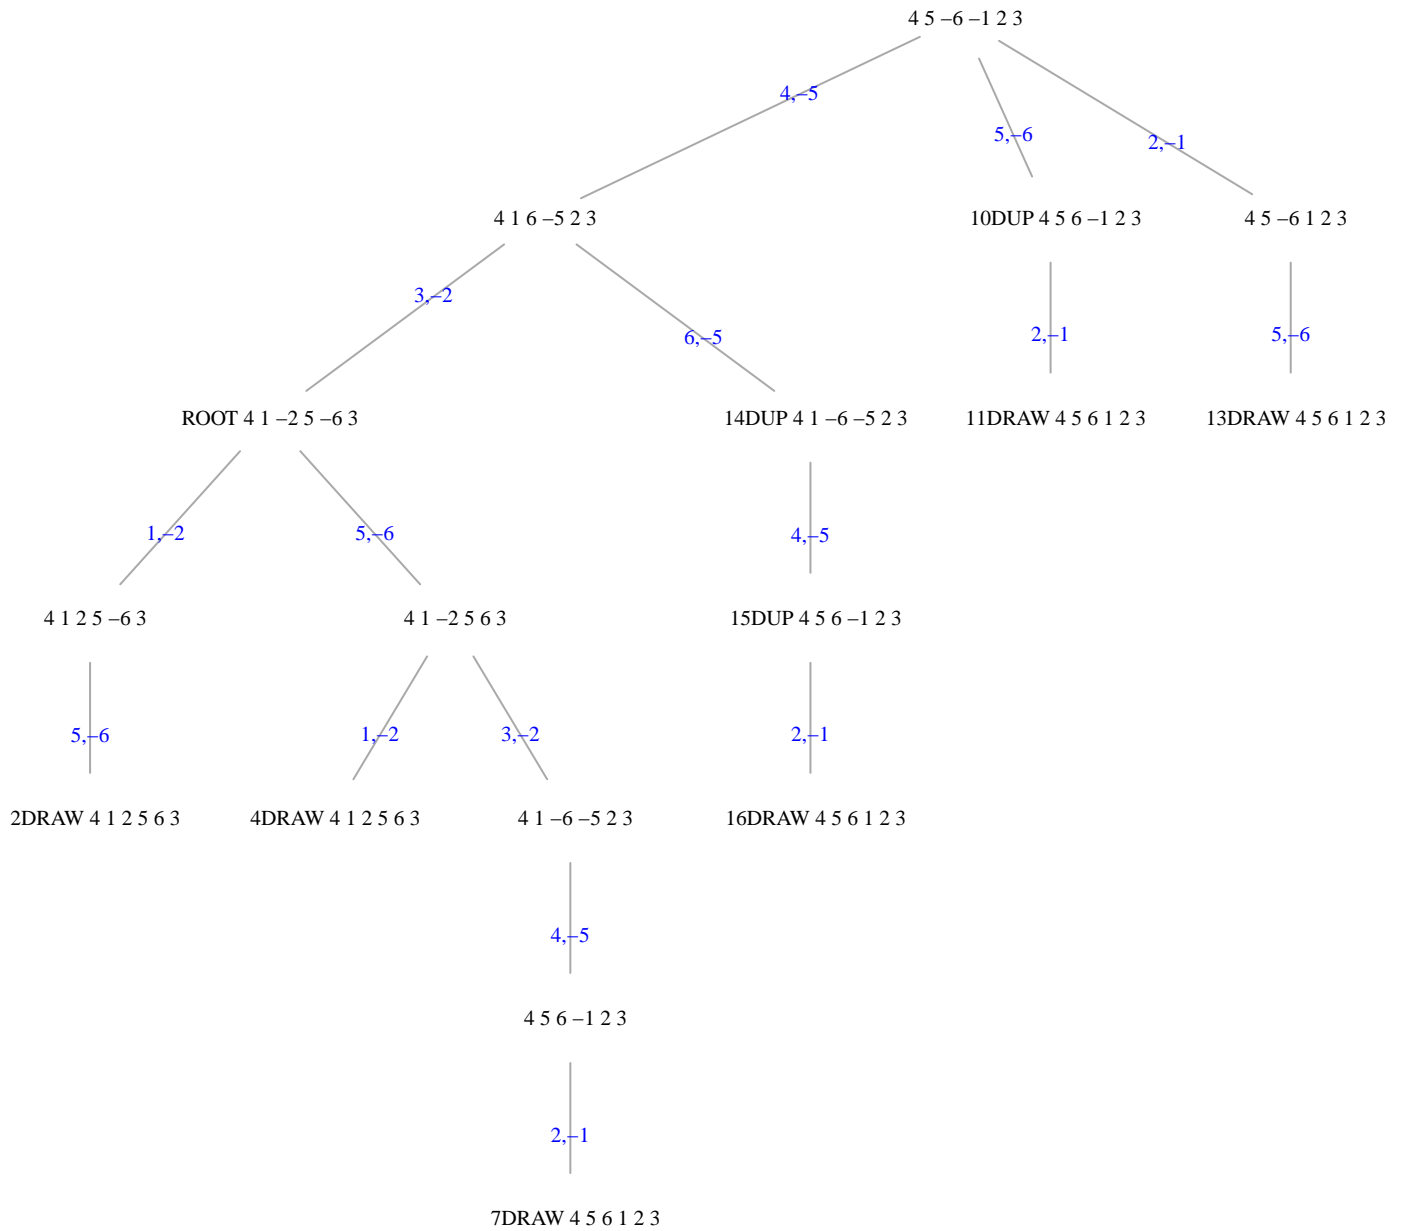 4 5 –6 –1 2 3
4,–5
5,–6
2,–1
4 1 6 –5 2 3
10DUP 4 5 6 –1 2 3
4 5 –6 1 2 3
3,–2
6,–5
2,–1
5,–6
ROOT 4 1 –2 5 –6 3
14DUP 4 1 –6 –5 2 3
11DRAW 4 5 6 1 2 3
13DRAW 4 5 6 1 2 3
1,–2
5,–6
4,–5
4 1 2 5 –6 3
4 1 –2 5 6 3
15DUP 4 5 6 –1 2 3
5,–6
1,–2
3,–2
2,–1
2DRAW 4 1 2 5 6 3
4DRAW 4 1 2 5 6 3
4 1 –6 –5 2 3
16DRAW 4 5 6 1 2 3
4,–5
4 5 6 –1 2 3
2,–1
7DRAW 4 5 6 1 2 3